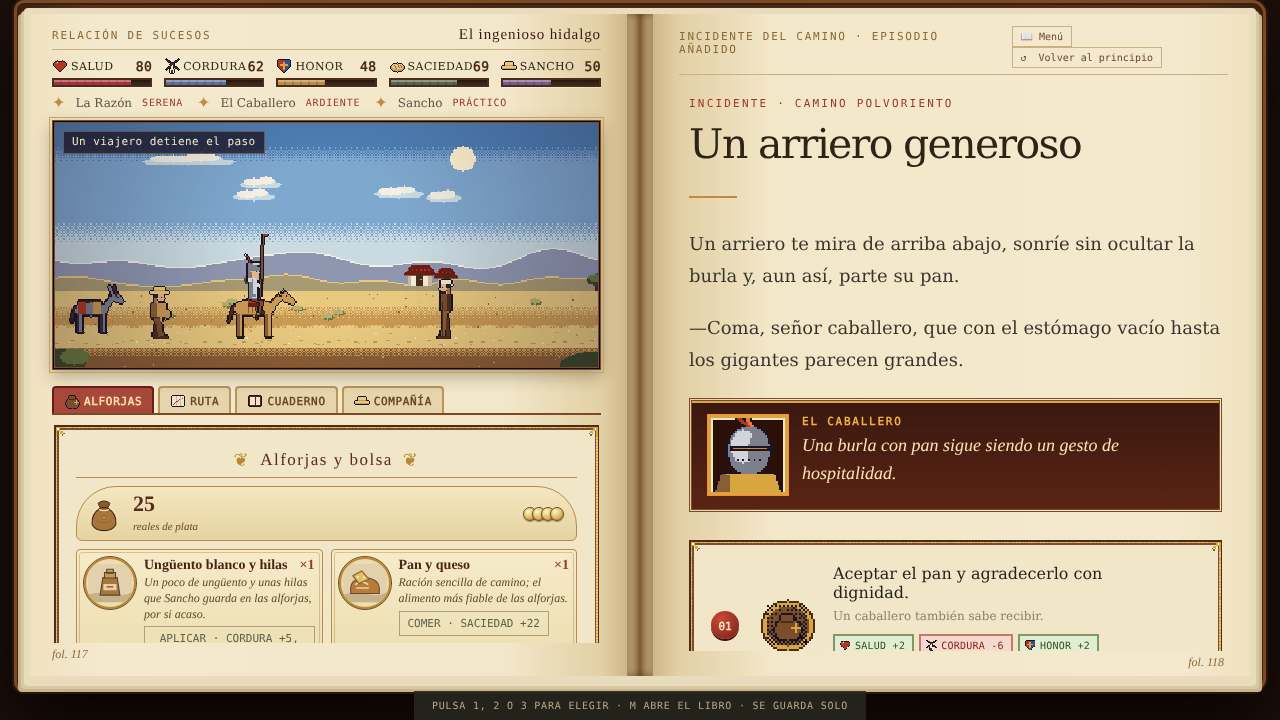 RELACIÓN DE SUCESOS
El ingenioso hidalgo
SALUD 80
CORDURA 62
HONOR 48
SACIEDAD 69
SANCHO 50
La Razón SERENA
El Caballero ARDIENTE
Sancho PRÁCTICO
Un viajero detiene el paso
ALFORJAS
RUTA
CUADERNO
COMPAÑÍA
Alforjas y bolsa
25
reales de plata
Ungüento blanco y hilas ×1
Un poco de ungüento y unas hilas
que Sancho guarda en las alforjas,
por si acaso.
APLICAR · CORDURA +5,
Pan y queso ×1
Ración sencilla de camino; el
alimento más fiable de las alforjas.
COMER · SACIEDAD +22
fol. 117
INCIDENTE DEL CAMINO · EPISODIO
AÑADIDO
Menú
↺ Volver al principio
INCIDENTE · CAMINO POLVORIENTO
Un arriero generoso
Un arriero te mira de arriba abajo, sonríe sin ocultar la
burla y, aun así, parte su pan.
—Coma, señor caballero, que con el estómago vacío hasta
los gigantes parecen grandes.
EL CABALLERO
Una burla con pan sigue siendo un gesto de
hospitalidad.
01
Aceptar el pan y agradecerlo con
dignidad.
Un caballero también sabe recibir.
SALUD +2
CORDURA -6
HONOR +2
fol. 118
PULSA 1, 2 O 3 PARA ELEGIR · M ABRE EL LIBRO · SE GUARDA SOLO